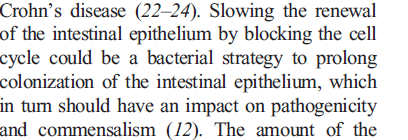 Crohn's disease (22–24). Slowing the renewal
of the intestinal epithelium by blocking the cell
cycle could be a bacterial strategy to prolong
colonization of the intestinal epithelium, which
in turn should have an impact on pathogenicity
and commensalism (12). The amount of the